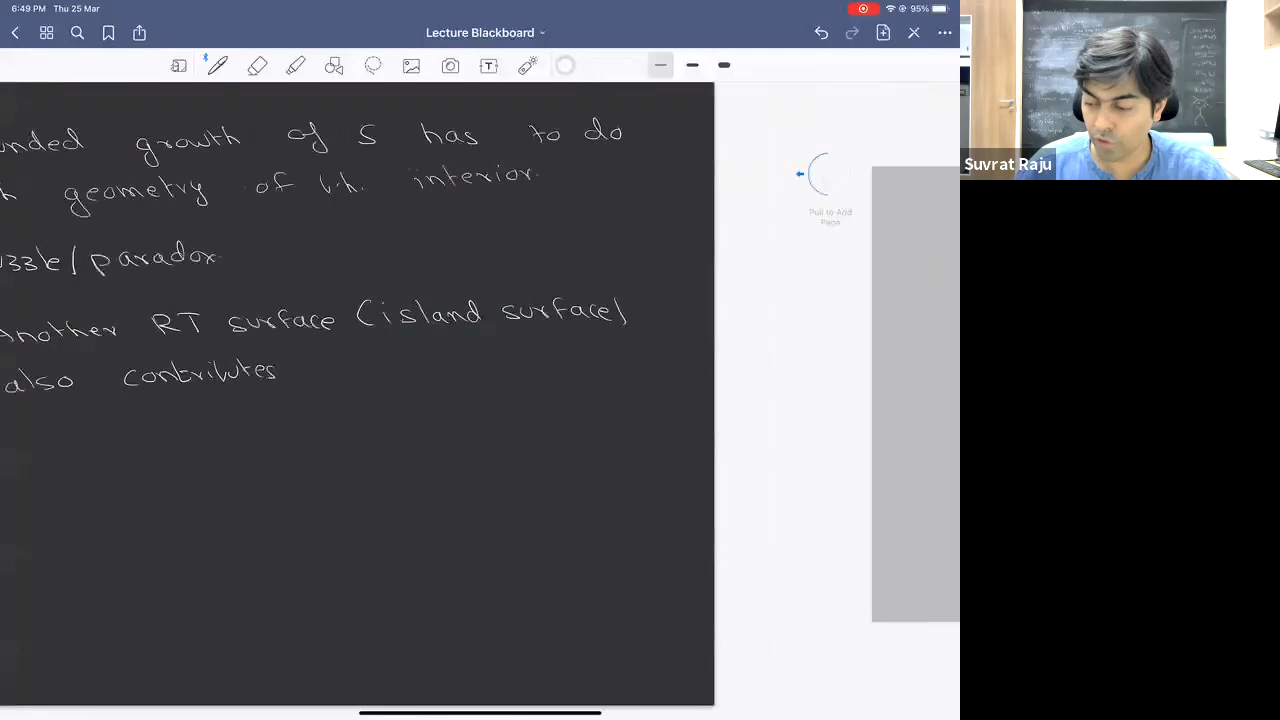 6:49 PM Thu 25 Mar
95%
Lecture Blackboard
T
unded growth of S has to do
h geometry of b.h. interior.
uzzle/paradox
Another RT surface (island surface)
also contributes
Pull to Add
Page
Suvrat Raju